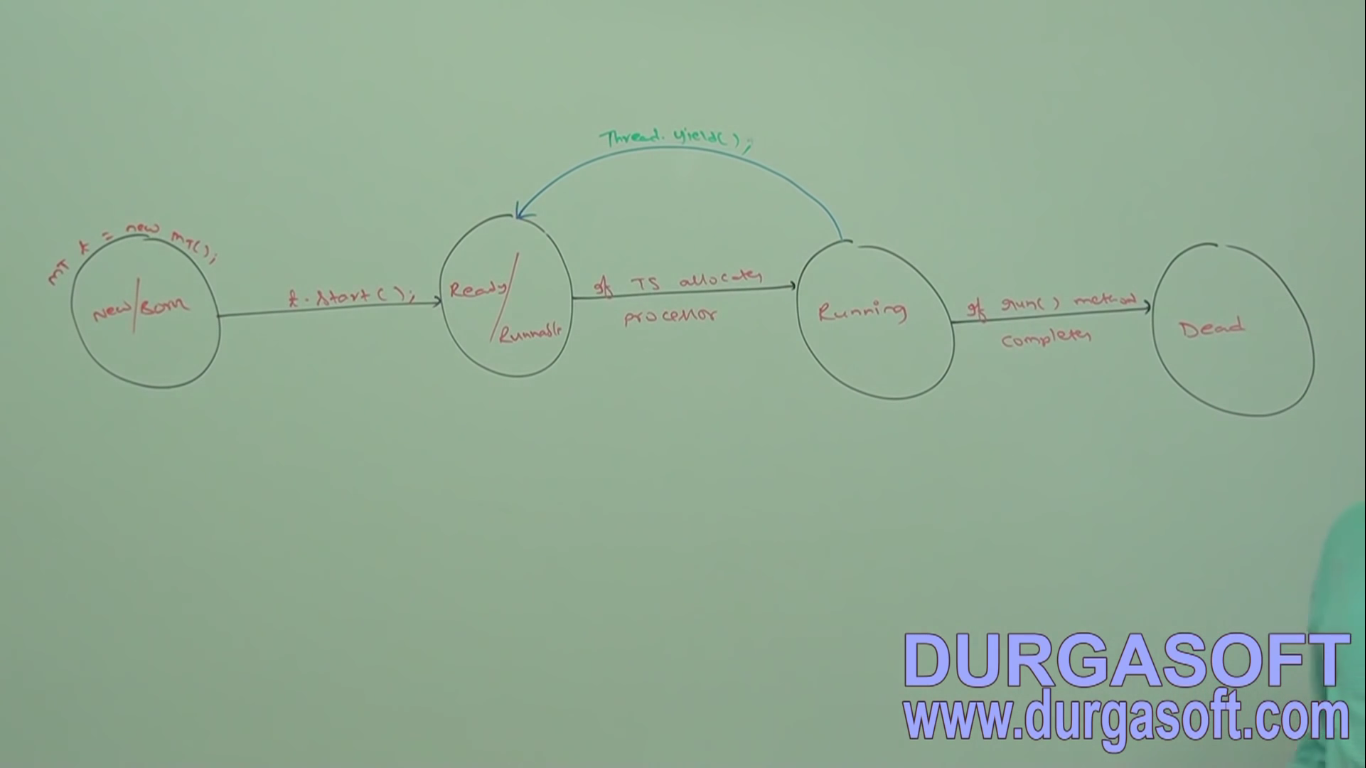 Thread.yield();
MT t = new MT();
New/Born
t.start();
Ready/
Runnable
if TS allocates
processor
Running
if run() method
completes
Dead
DURGASOFT
www.durgasoft.com